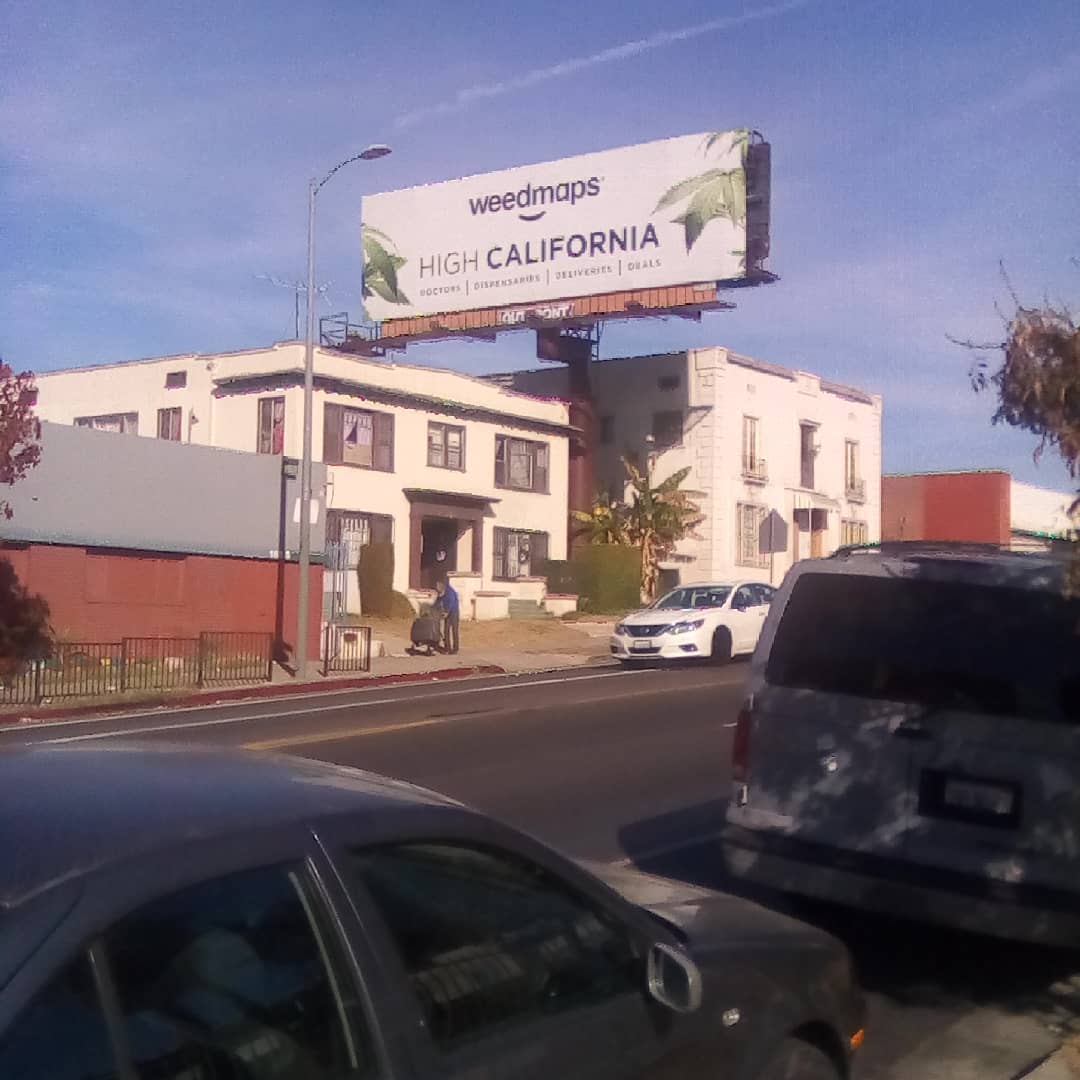 weedmaps
HIGH CALIFORNIA
DOCTORS | DISPENSARIES | DELIVERIES | DEALS